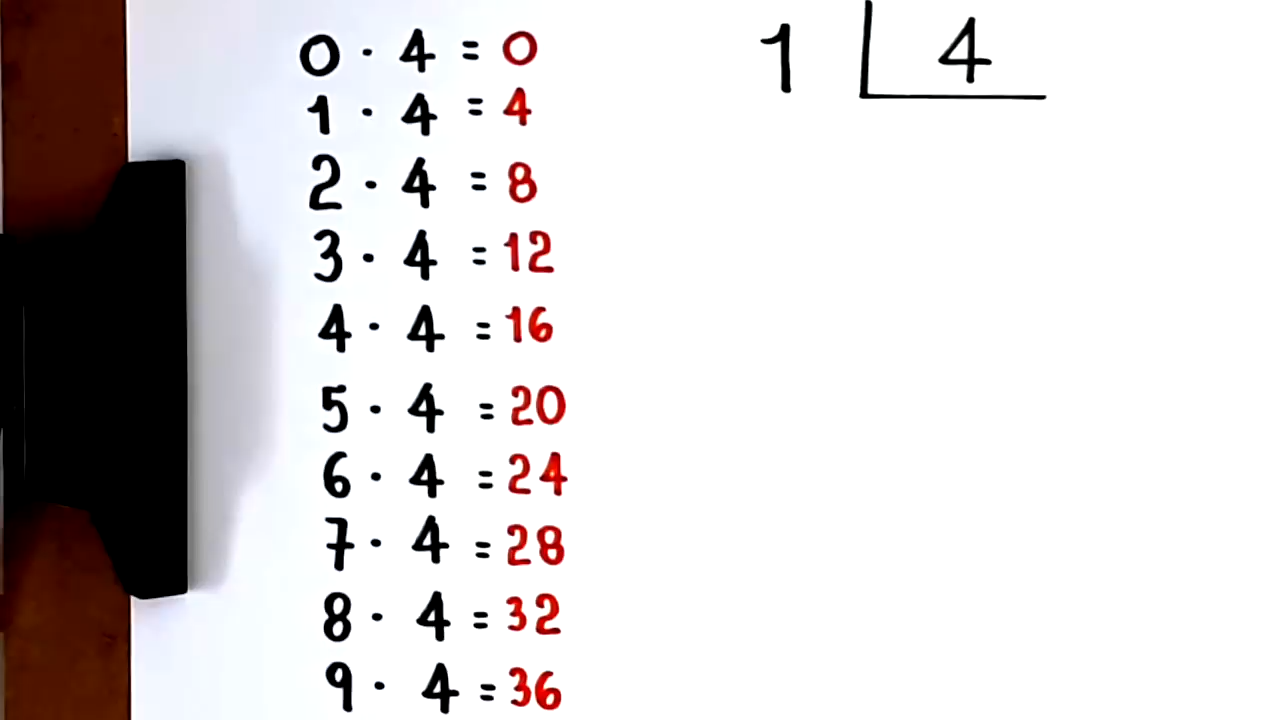 0 · 4 = 0
1 · 4 = 4
2 · 4 = 8
3 · 4 = 12
4 · 4 = 16
5 · 4 = 20
6 · 4 = 24
7 · 4 = 28
8 · 4 = 32
9 · 4 = 36
1 4